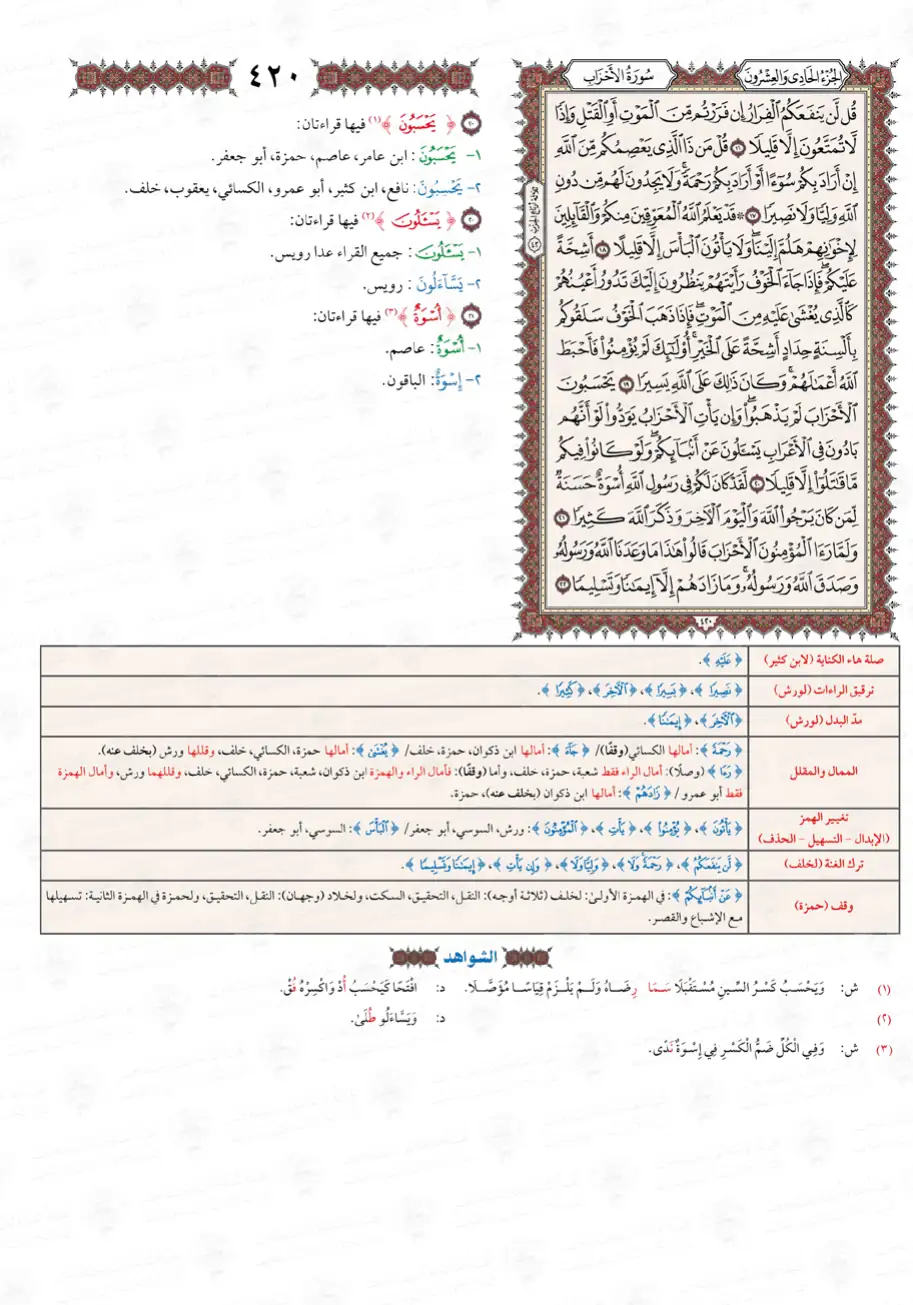 الجُزْءُ الحَادِى وَالعِشْرُونَ
سُورَةُ الأَحْزَابِ
٤٢٠
قُل لَّن يَنفَعَكُمُ ٱلۡفِرَارُ إِن فَرَرۡتُم مِّنَ ٱلۡمَوۡتِ أَوِ ٱلۡقَتۡلِ وَإِذٗا
لَّا تُمَتَّعُونَ إِلَّا قَلِيلٗا ١٦ قُلۡ مَن ذَا ٱلَّذِي يَعۡصِمُكُم مِّنَ ٱللَّهِ
إِنۡ أَرَادَ بِكُمۡ سُوٓءًا أَوۡ أَرَادَ بِكُمۡ رَحۡمَةٗۚ وَلَا يَجِدُونَ لَهُم مِّن دُونِ
ٱللَّهِ وَلِيّٗا وَلَا نَصِيرٗا ١٧ ۞ قَدۡ يَعۡلَمُ ٱللَّهُ ٱلۡمُعَوِّقِينَ مِنكُمۡ وَٱلۡقَآئِلِينَ
لِإِخۡوَٰنِهِمۡ هَلُمَّ إِلَيۡنَاۖ وَلَا يَأۡتُونَ ٱلۡبَأۡسَ إِلَّا قَلِيلًا ١٨ أَشِحَّةً
عَلَيۡكُمۡۖ فَإِذَا جَآءَ ٱلۡخَوۡفُ رَأَيۡتَهُمۡ يَنظُرُونَ إِلَيۡكَ تَدُورُ أَعۡيُنُهُمۡ
كَٱلَّذِي يُغۡشَىٰ عَلَيۡهِ مِنَ ٱلۡمَوۡتِۖ فَإِذَا ذَهَبَ ٱلۡخَوۡفُ سَلَقُوكُم
بِأَلۡسِنَةٍ حِدَادٍ أَشِحَّةً عَلَى ٱلۡخَيۡرِۚ أُوْلَٰٓئِكَ لَمۡ يُؤۡمِنُواْ فَأَحۡبَطَ
ٱللَّهُ أَعۡمَٰلَهُمۡۚ وَكَانَ ذَٰلِكَ عَلَى ٱللَّهِ يَسِيرٗا ١٩ يَحۡسَبُونَ
ٱلۡأَحۡزَابَ لَمۡ يَذۡهَبُواْۖ وَإِن يَأۡتِ ٱلۡأَحۡزَابُ يَوَدُّواْ لَوۡ أَنَّهُم
بَادُونَ فِي ٱلۡأَعۡرَابِ يَسۡـَٔلُونَ عَنۡ أَنۢبَآئِكُمۡۖ وَلَوۡ كَانُواْ فِيكُم
مَّا قَٰتَلُوٓاْ إِلَّا قَلِيلٗا ٢٠ لَّقَدۡ كَانَ لَكُمۡ فِي رَسُولِ ٱللَّهِ أُسۡوَةٌ حَسَنَةٞ
لِّمَن كَانَ يَرۡجُواْ ٱللَّهَ وَٱلۡيَوۡمَ ٱلۡأٓخِرَ وَذَكَرَ ٱللَّهَ كَثِيرٗا ٢١
وَلَمَّا رَءَا ٱلۡمُؤۡمِنُونَ ٱلۡأَحۡزَابَ قَالُواْ هَٰذَا مَا وَعَدَنَا ٱللَّهُ وَرَسُولُهُۥ
وَصَدَقَ ٱللَّهُ وَرَسُولُهُۥۚ وَمَا زَادَهُمۡ إِلَّآ إِيمَٰنٗا وَتَسۡلِيمٗا ٢٢
٤٢٠
٢٠ ﴿ يَحْسَبُونَ ﴾(١) فيها قراءتان:
١- يَحْسَبُونَ: ابن عامر، عاصم، حمزة، أبو جعفر.
٢- يَحْسِبُونَ: نافع، ابن كثير، أبو عمرو، الكسائي، يعقوب، خلف.
٢٠ ﴿ يَسْـَٔلُونَ ﴾(٢) فيها قراءتان:
١- يَسْـَٔلُونَ: جميع القراء عدا رويس.
٢- يَسَّآءَلُونَ: رويس.
٢١ ﴿ أُسْوَةٌ ﴾(٣) فيها قراءتان:
١- أُسْوَةٌ: عاصم.
٢- إِسْوَةٌ: الباقون.
صلة هاء الكناية (لابن كثير) ﴿ عَلَيْهِ ﴾.
ترقيق الراءات (لورش) ﴿ نَصِيرًا ﴾، ﴿ يَسِيرًا ﴾، ﴿ ٱلْأٓخِرَ ﴾، ﴿ كَثِيرًا ﴾.
مدّ البدل (لورش) ﴿ ٱلْأٓخِرَ ﴾، ﴿ إِيمَٰنًا ﴾.
الممال والمقلل ﴿ رَحْمَةً ﴾: أمالها الكسائي (وقفًا)/ ﴿ جَآءَ ﴾: أمالها ابن ذكوان، حمزة، خلف/ ﴿ يُغْشَىٰ ﴾: أمالها حمزة، الكسائي، خلف، وقللها ورش (بخلف عنه).
﴿ رَءَا ﴾ (وصلًا): أمال الراء فقط شعبة، حمزة، خلف، وأما (وقفًا): فأمال الراء والهمزة ابن ذكوان، شعبة، حمزة، الكسائي، خلف، وقللهما ورش، وأمال الهمزة
فقط أبو عمرو / ﴿ زَادَهُمْ ﴾: أمالها ابن ذكوان (بخلف عنه)، حمزة.
تغيير الهمز
(الإبدال - التسهيل - الحذف) ﴿ يَأْتُونَ ﴾، ﴿ يُؤْمِنُوا۟ ﴾، ﴿ يَأْتِ ﴾، ﴿ ٱلْمُؤْمِنُونَ ﴾: ورش، السوسي، أبو جعفر/ ﴿ ٱلْبَأْسَ ﴾: السوسي، أبو جعفر.
ترك الغنة (لخلف) ﴿ لَّن يَنفَعَكُمُ ﴾، ﴿ رَحْمَةً وَلَا ﴾، ﴿ وَلِيًّا وَلَا ﴾، ﴿ وَإِن يَأْتِ ﴾، ﴿ إِيمَٰنًا وَتَسْلِيمًا ﴾.
وقف (حمزة) ﴿ عَنْ أَنۢبَآئِكُمْ ﴾: في الهمزة الأولىٰ: لخلف (ثلاثة أوجه): النقل، التحقيق، السكت، ولخلاد (وجهان): النقل، التحقيق، ولحمزة في الهمزة الثانية: تسهيلها
مع الإشباع والقصر.
الشواهد
(١) ش: وَيَحْسَبُ كَسْرُ السِّينِ مُسْتَقْبَلًا سَمَا رِضَاهُ وَلَمْ يَلْزَمْ قِيَاسًا مُؤَصَّلَا. د: افْتَحًا كَيَحْسَبُ أُدْ وَاكْسِرْهُ فُقْ.
(٢) د: وَيَسَّاءَلُو طُلَىٰ.
(٣) ش: وَفِي الْكُلِّ ضَمُّ الْكَسْرِ فِي إِسْوَةٌ نَدَى.